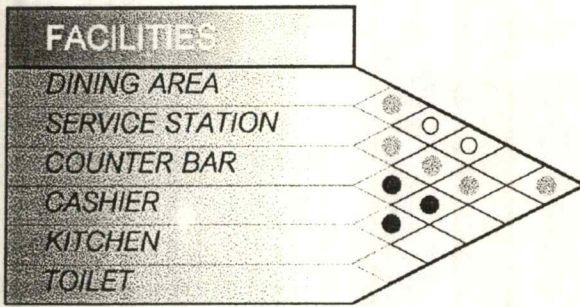 FACILITIES
DINING AREA
SERVICE STATION
COUNTER BAR
CASHIER
KITCHEN
TOILET